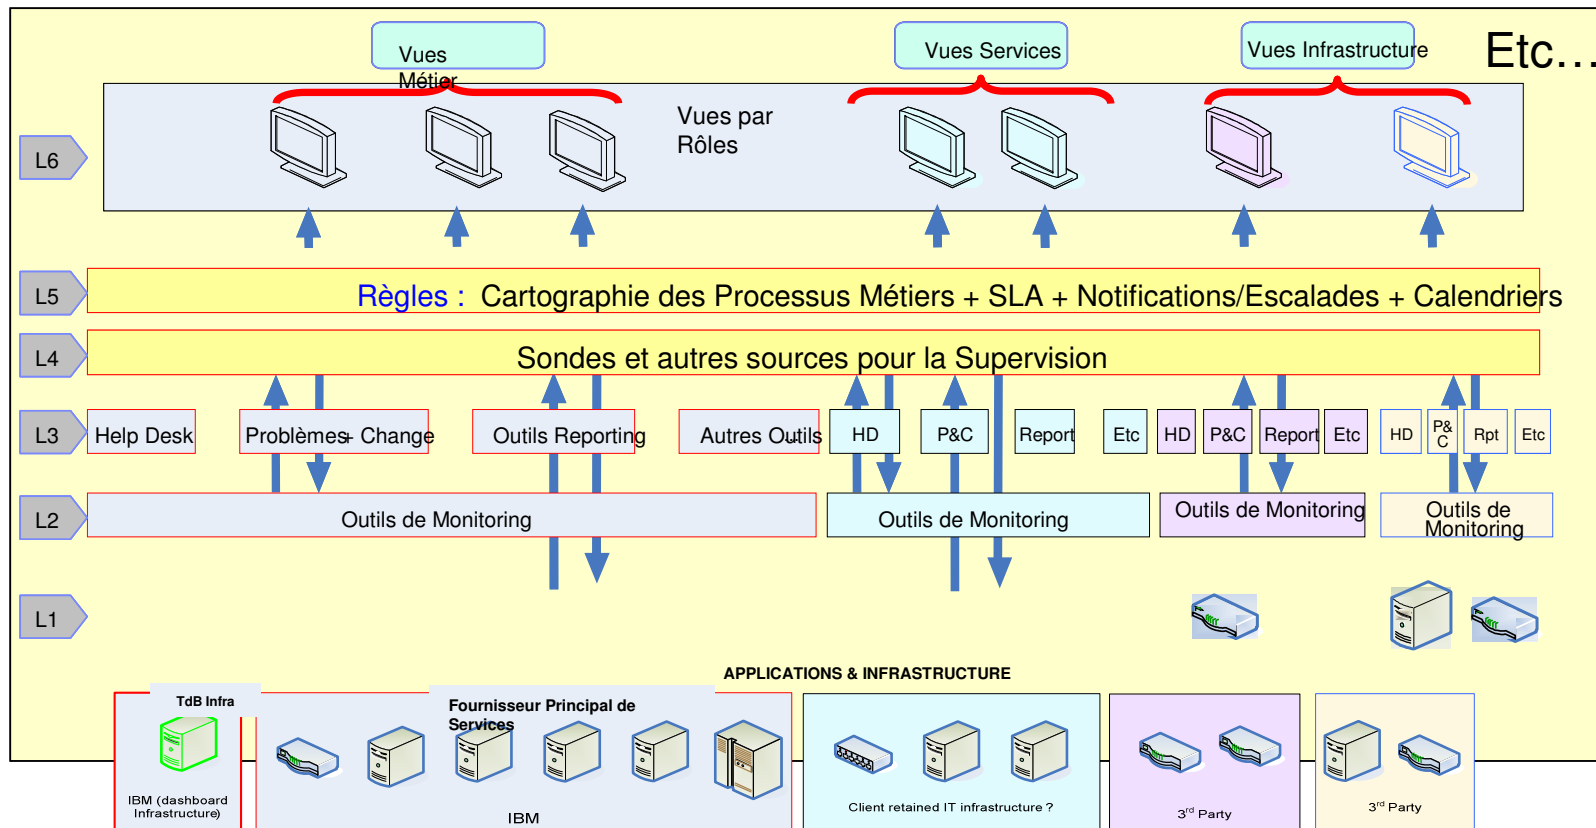 Vues
Métier
Vues Services
Vues Infrastructure
Etc...
Vues par
Rôles
L6
L5
Règles : Cartographie des Processus Métiers + SLA + Notifications/Escalades + Calendriers
L4
Sondes et autres sources pour la Supervision
L3
Help Desk
Problèmes+ Change
Outils Reporting
Autres Outils
HD
P&C
Report
Etc
HD
P&C
Report
Etc
HD
P&
C
Rpt
Etc
L2
Outils de Monitoring
Outils de Monitoring
Outils de Monitoring
Outils de
Monitoring
L1
APPLICATIONS & INFRASTRUCTURE
TdB Infra
Fournisseur Principal de
Services
IBM (dashboard
Infrastructure)
IBM
Client retained IT infrastructure ?
3rd Party
3rd Party